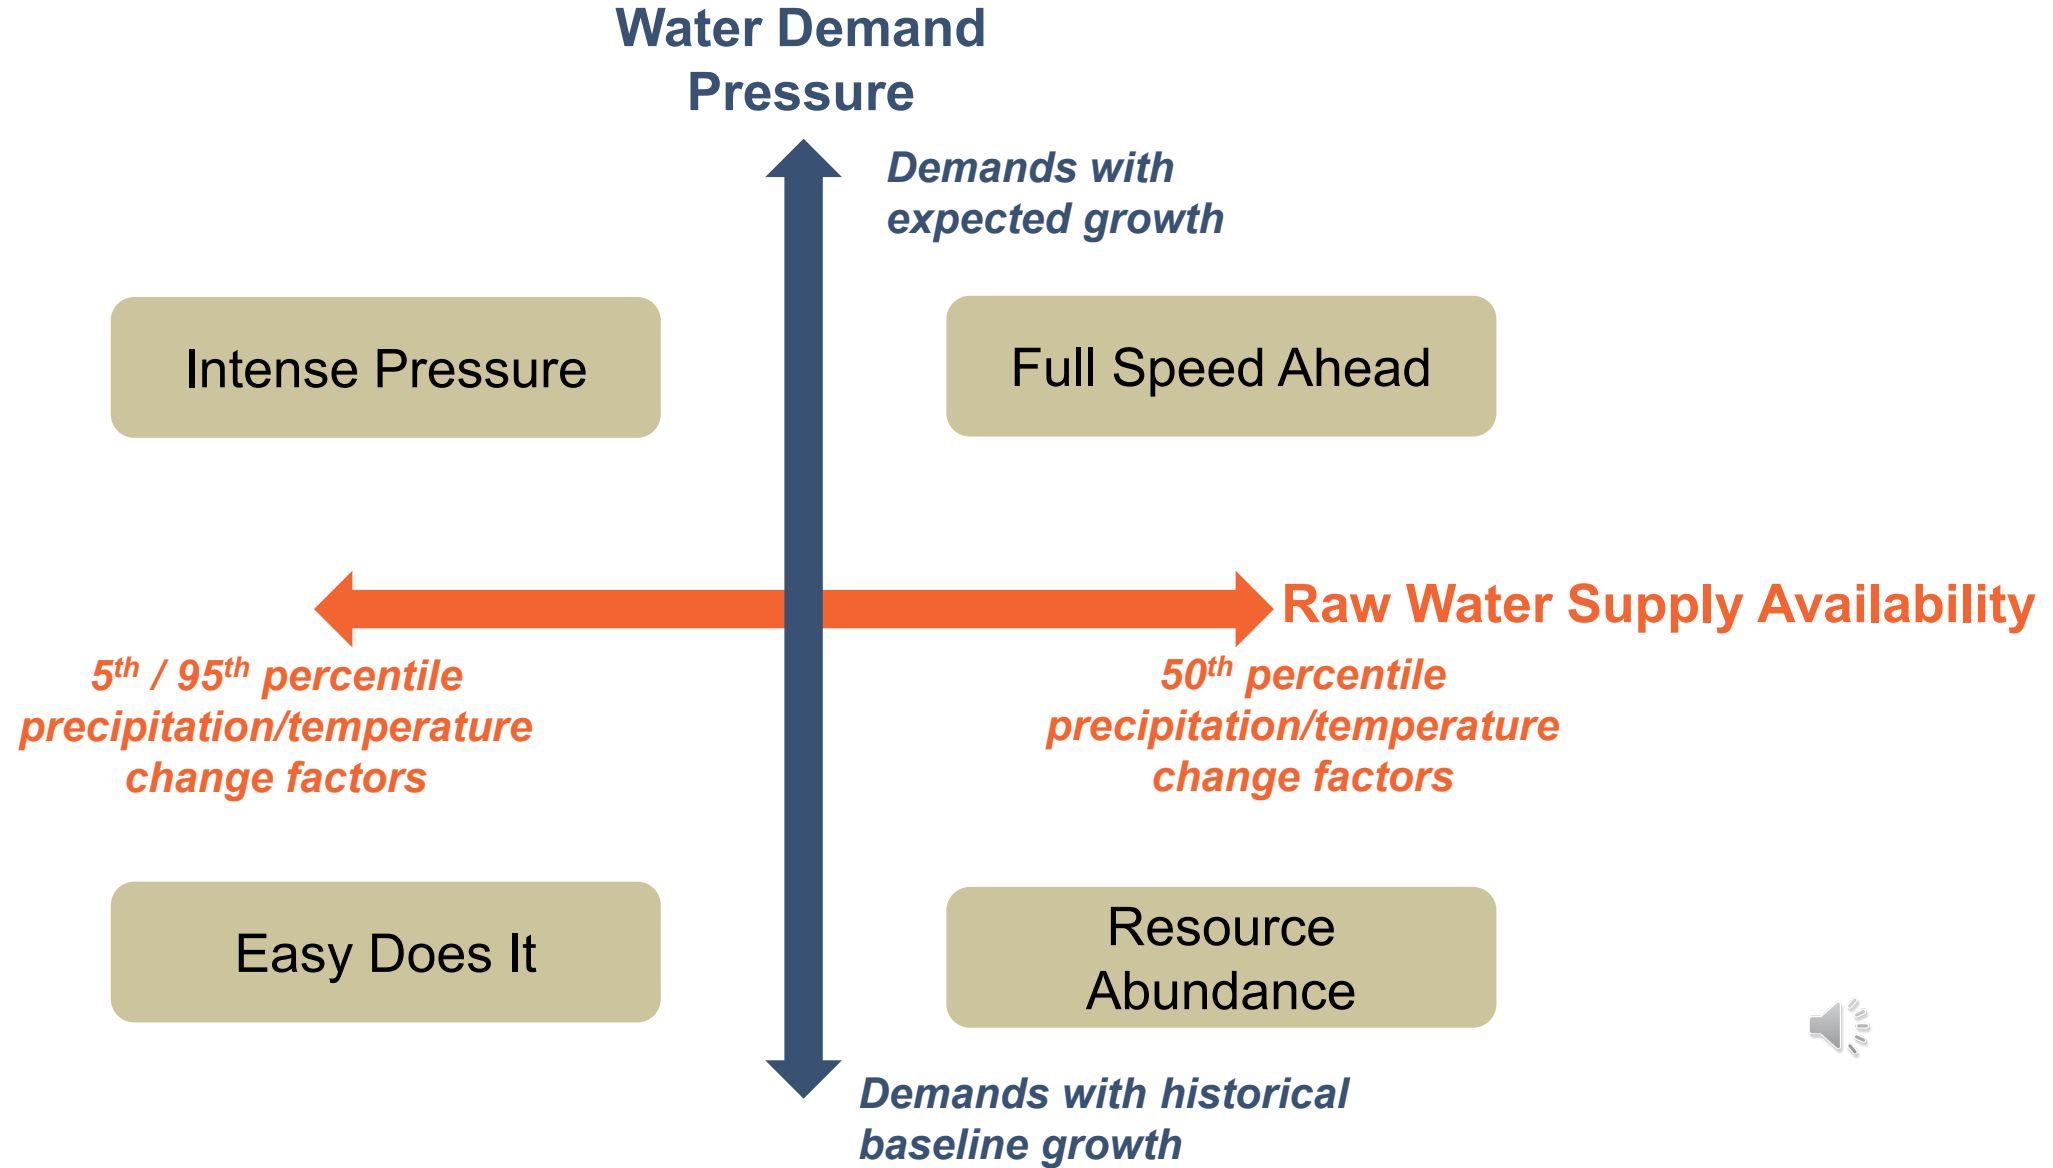 Water Demand
Pressure
Demands with
expected growth
Intense Pressure
Full Speed Ahead
Raw Water Supply Availability
5th / 95th percentile
precipitation/temperature
change factors
50th percentile
precipitation/temperature
change factors
Easy Does It
Resource
Abundance
Demands with historical
baseline growth